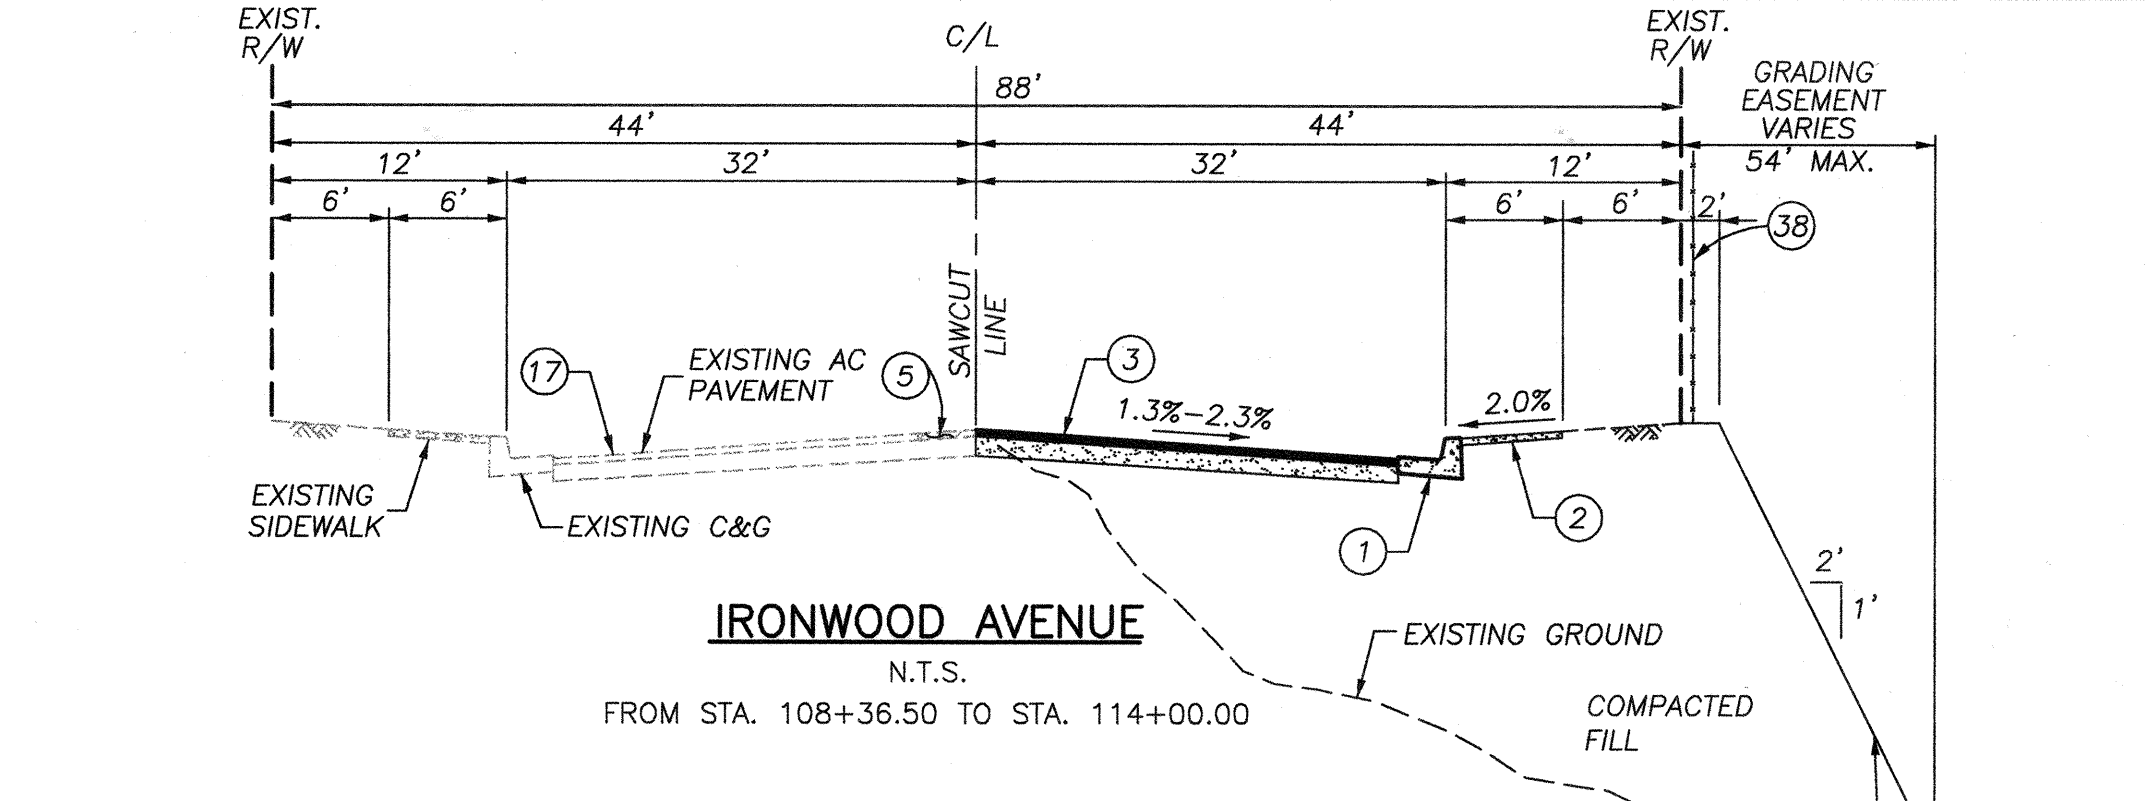 EXIST.
R/W
C/L
EXIST.
R/W
GRADING
EASEMENT
VARIES
54' MAX.
88'
44'
44'
12'
32'
32'
12'
6'
6'
6'
6'
2'
38
SAWCUT
LINE
17
EXISTING AC
PAVEMENT
5
3
1.3%-2.3%
2.0%
EXISTING
SIDEWALK
EXISTING C&G
1
2
2'
1'
IRONWOOD AVENUE
N.T.S.
FROM STA. 108+36.50 TO STA. 114+00.00
EXISTING GROUND
COMPACTED
FILL